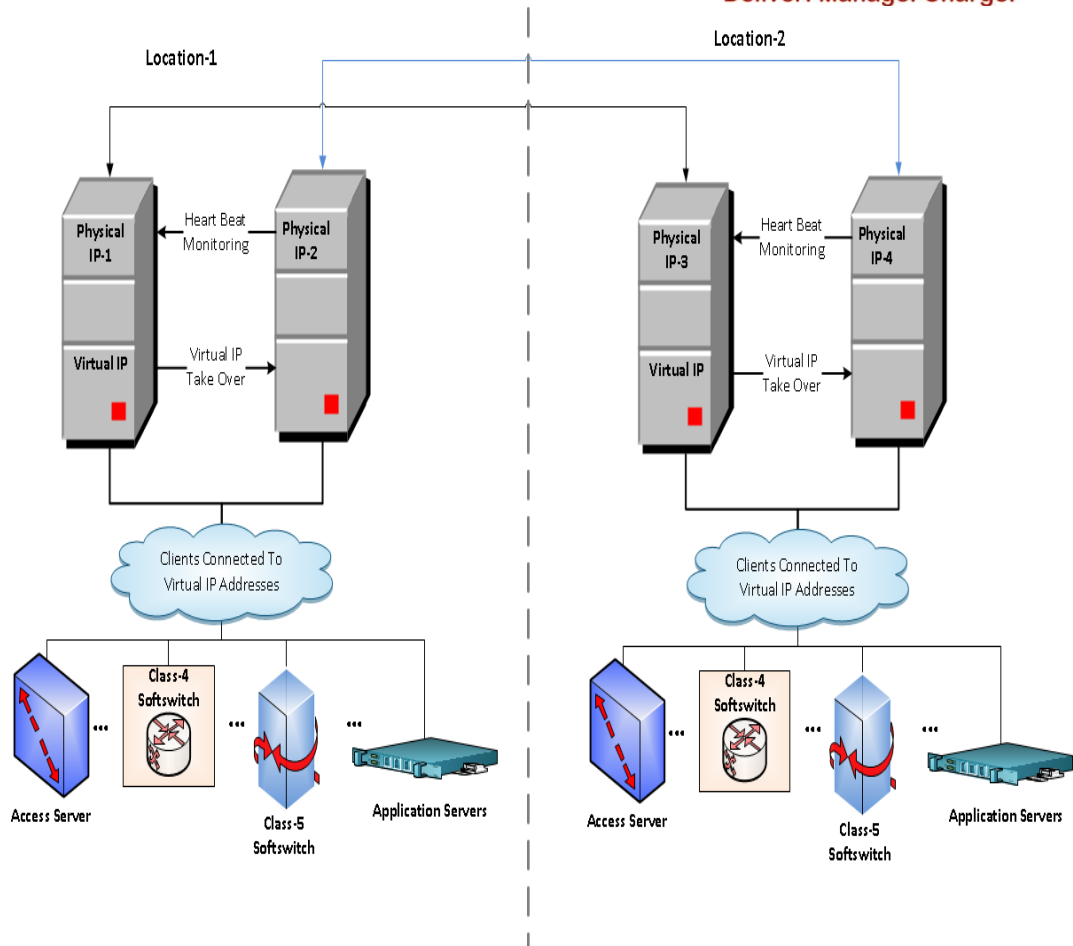 Location-1
Location-2
Physical
IP-1
Heart Beat
Monitoring
Physical
IP-2
Virtual IP
Virtual IP
Take Over
Physical
IP-3
Heart Beat
Monitoring
Physical
IP-4
Virtual IP
Virtual IP
Take Over
Clients Connected To
Virtual IP Addresses
Clients Connected To
Virtual IP Addresses
Class-4
Softswitch
...
...
...
Access Server
Class-5
Softswitch
Application Servers
Class-4
Softswitch
...
...
...
Access Server
Class-5
Softswitch
Application Servers